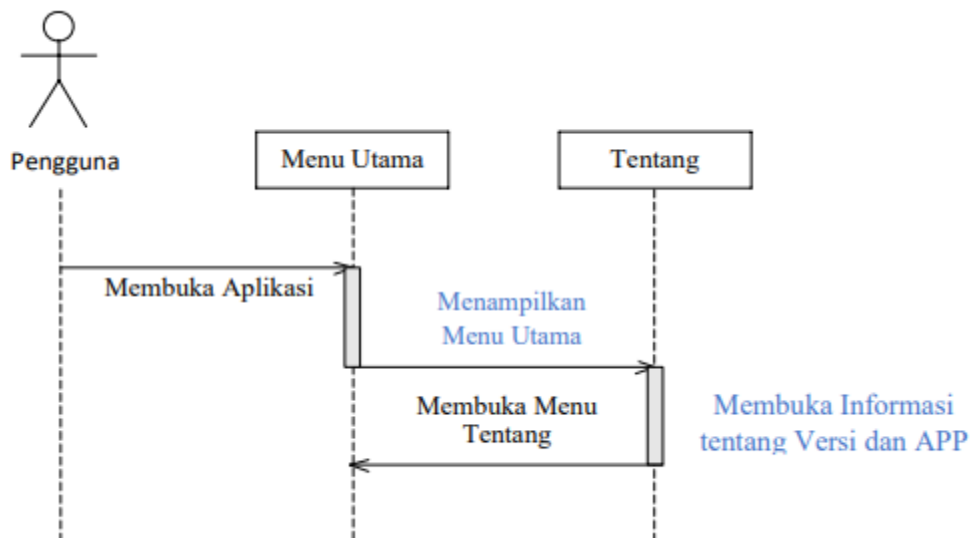 Pengguna
Menu Utama
Tentang
Membuka Aplikasi
Menampilkan
Menu Utama
Membuka Menu
Tentang
Membuka Informasi
tentang Versi dan APP